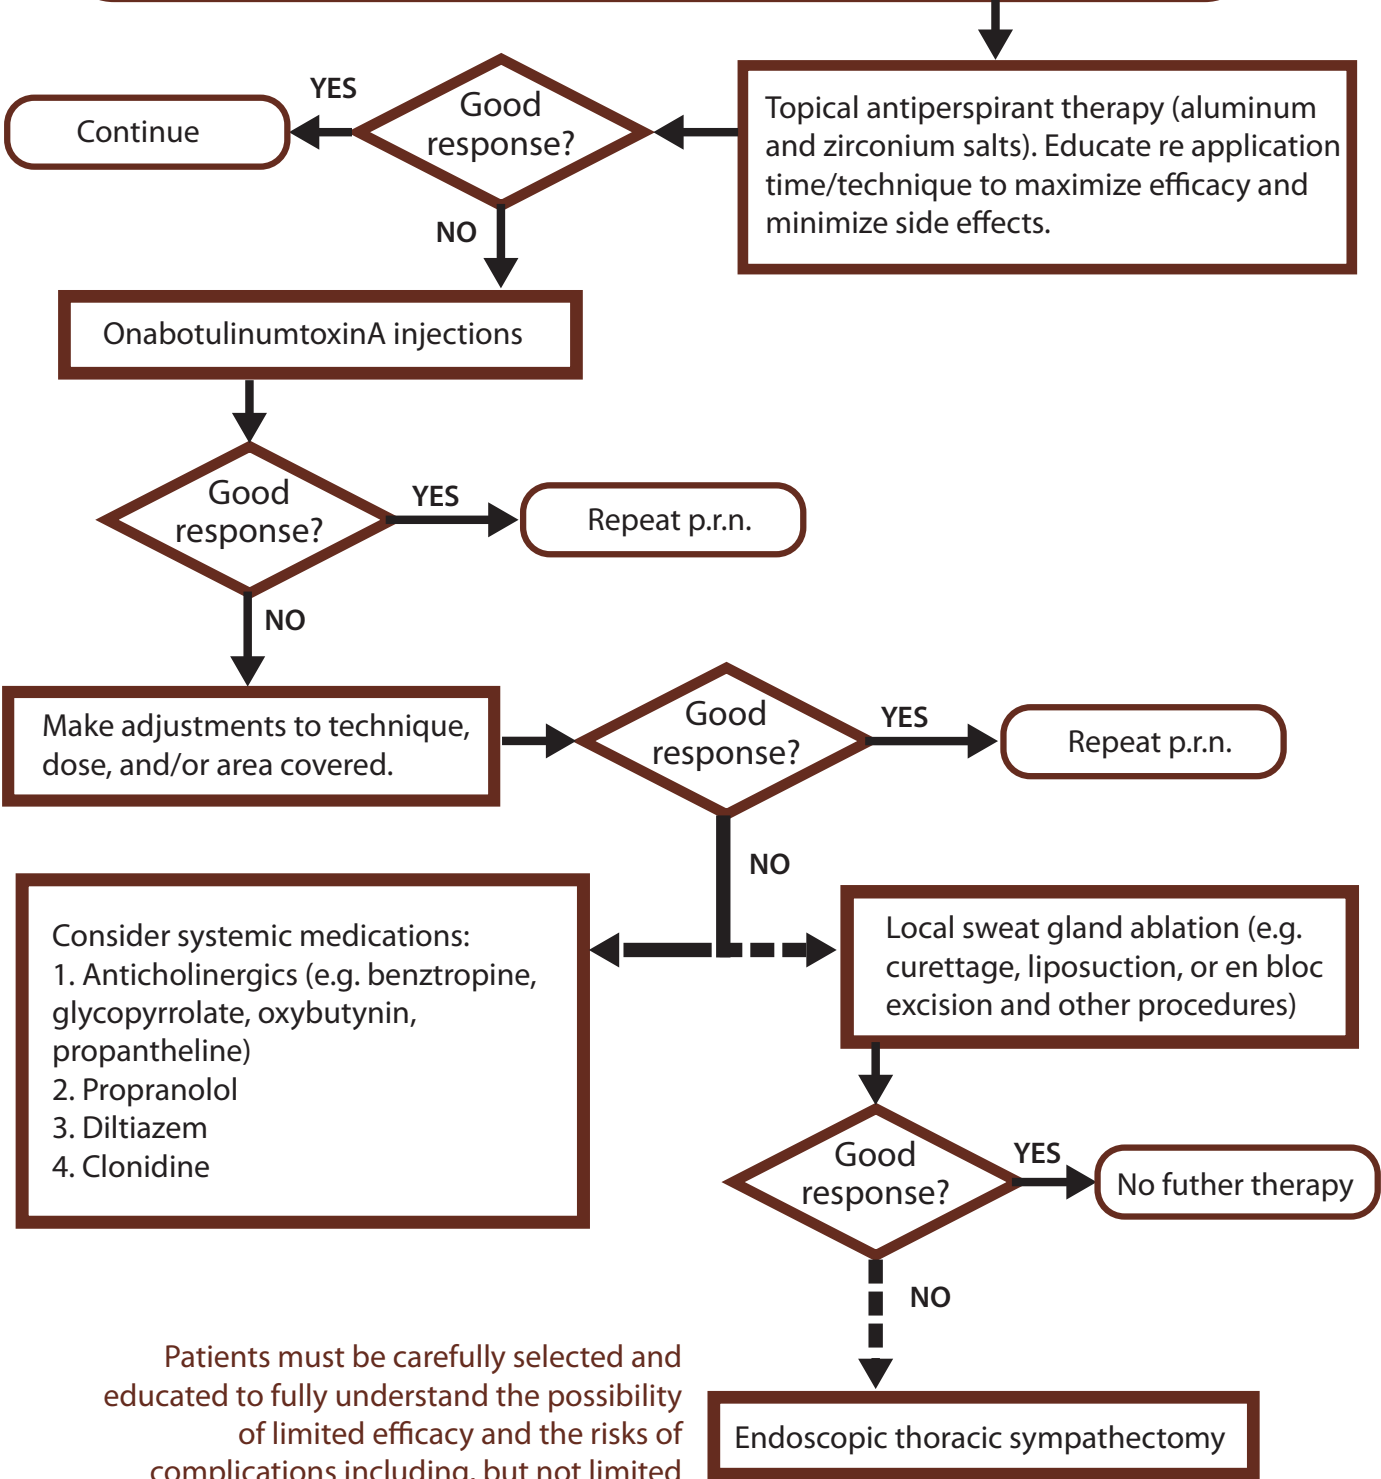 Topical antiperspirant therapy (aluminum
and zirconium salts). Educate re application
time/technique to maximize efficacy and
minimize side effects.
Good
response?
YES
Continue
NO
OnabotulinumtoxinA injections
Good
response?
YES
Repeat p.r.n.
NO
Make adjustments to technique,
dose, and/or area covered.
Good
response?
YES
Repeat p.r.n.
NO
Consider systemic medications:
1. Anticholinergics (e.g. benztropine,
glycopyrrolate, oxybutynin,
propantheline)
2. Propranolol
3. Diltiazem
4. Clonidine
Local sweat gland ablation (e.g.
curettage, liposuction, or en bloc
excision and other procedures)
Good
response?
YES
No futher therapy
NO
Endoscopic thoracic sympathectomy
Patients must be carefully selected and
educated to fully understand the possibility
of limited efficacy and the risks of
complications including, but not limited